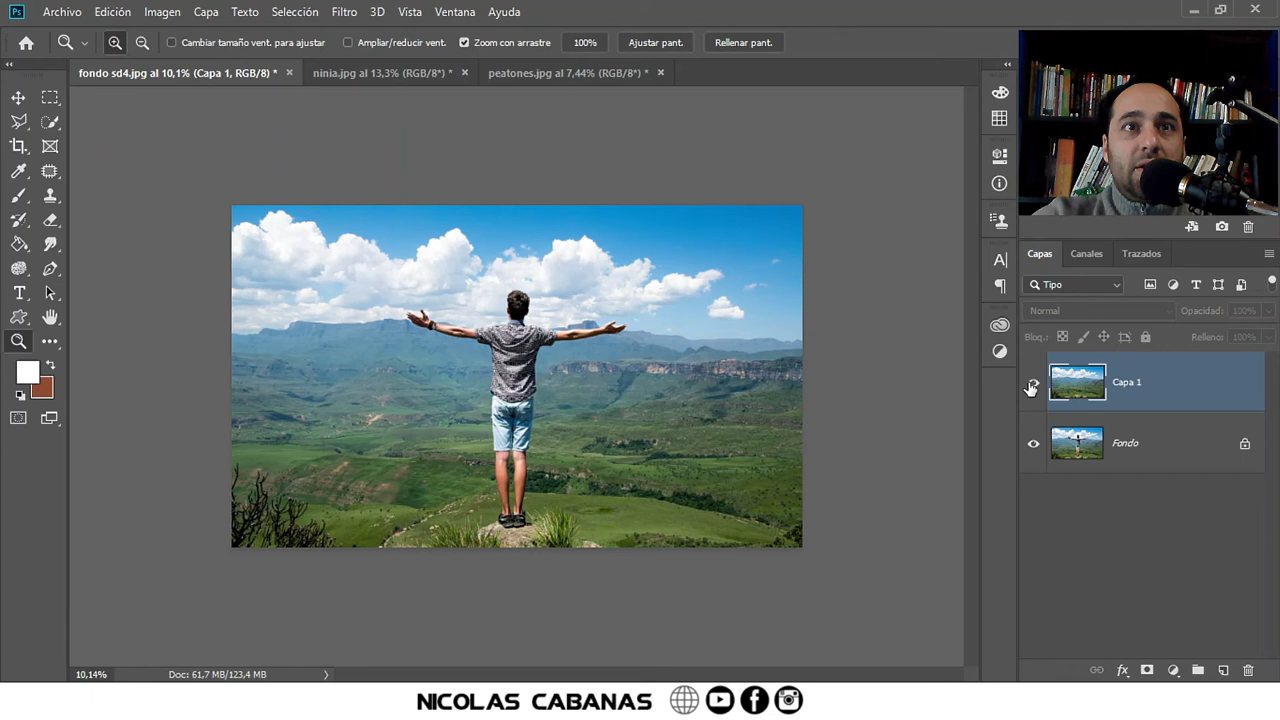 Ps Archivo Edición Imagen Capa Texto Selección Filtro 3D Vista Ventana Ayuda
Cambiar tamaño vent. para ajustar Ampliar/reducir vent. Zoom con arrastre 100% Ajustar pant. Rellenar pant.
fondo sd4.jpg al 10,1% (Capa 1, RGB/8) * ninia.jpg al 13,3% (RGB/8*) * peatones.jpg al 7,44% (RGB/8*) *
Capas Canales Trazados
Tipo
Normal Opacidad: 100%
Bloq.: Relleno: 100%
Capa 1
Fondo
10,14% Doc: 61,7 MB/123,4 MB
NICOLAS CABANAS